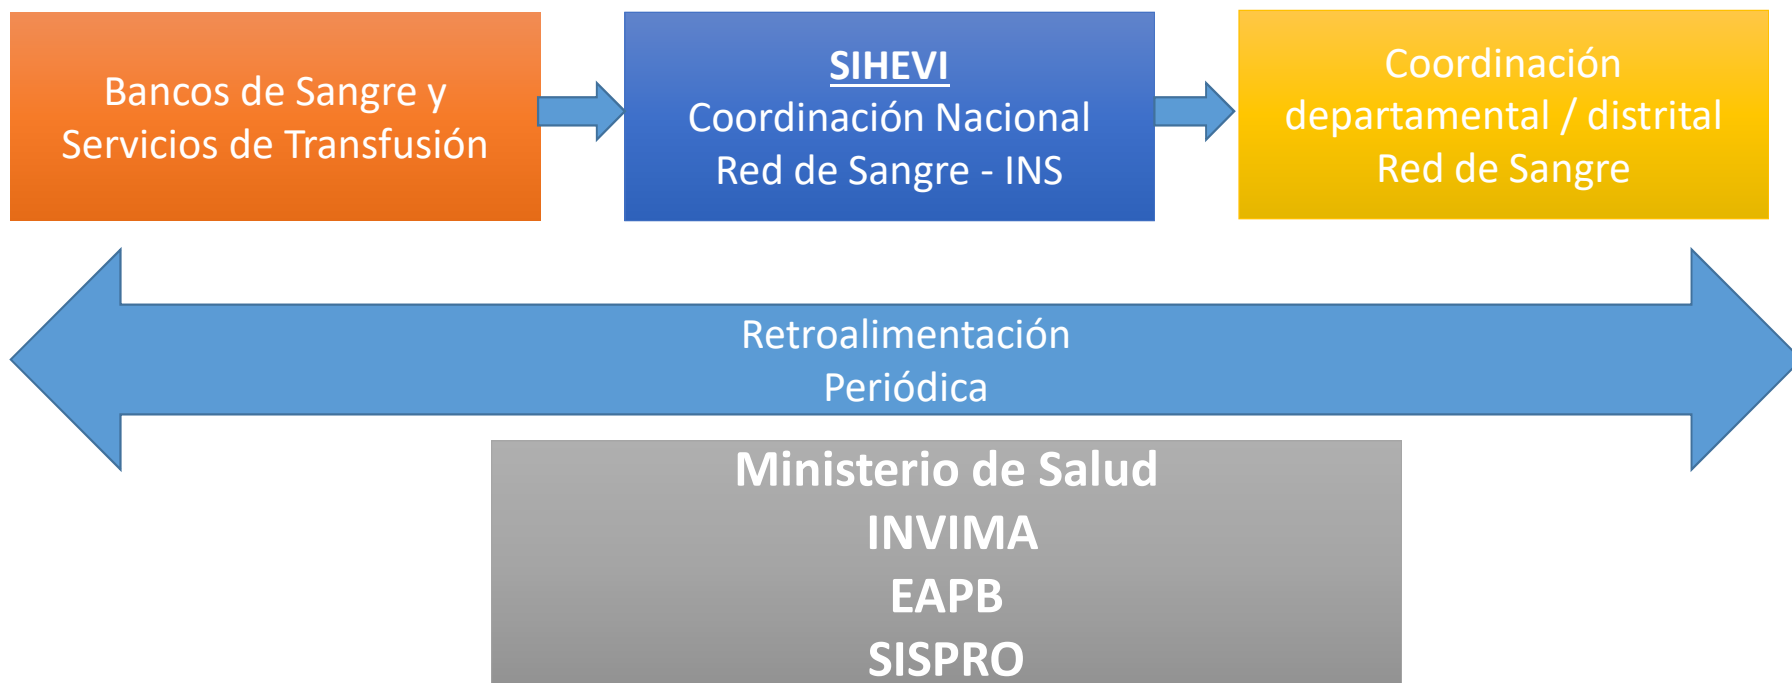 Bancos de Sangre y
Servicios de Transfusión
SIHEVI
Coordinación Nacional
Red de Sangre - INS
Coordinación
departamental / distrital
Red de Sangre
Retroalimentación
Periódica
Ministerio de Salud
INVIMA
EAPB
SISPRO